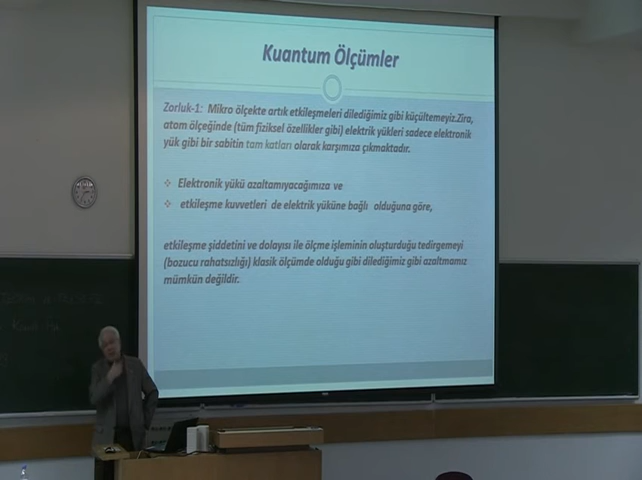 Kuantum Ölçümler
Zorluk-1: Mikro ölçekte artık etkileşmeleri dilediğimiz gibi küçültemeyiz.Zira,
atom ölçeğinde (tüm fiziksel özellikler gibi) elektrik yükleri sadece elektronik
yük gibi bir sabitin tam katları olarak karşımıza çıkmaktadır.
Elektronik yükü azaltamıyacağımıza ve
etkileşme kuvvetleri de elektrik yüküne bağlı olduğuna göre,
etkileşme şiddetini ve dolayısı ile ölçme işleminin oluşturduğu tedirgemeyi
(bozucu rahatsızlığı) klasik ölçümde olduğu gibi dilediğimiz gibi azaltmamız
mümkün değildir.